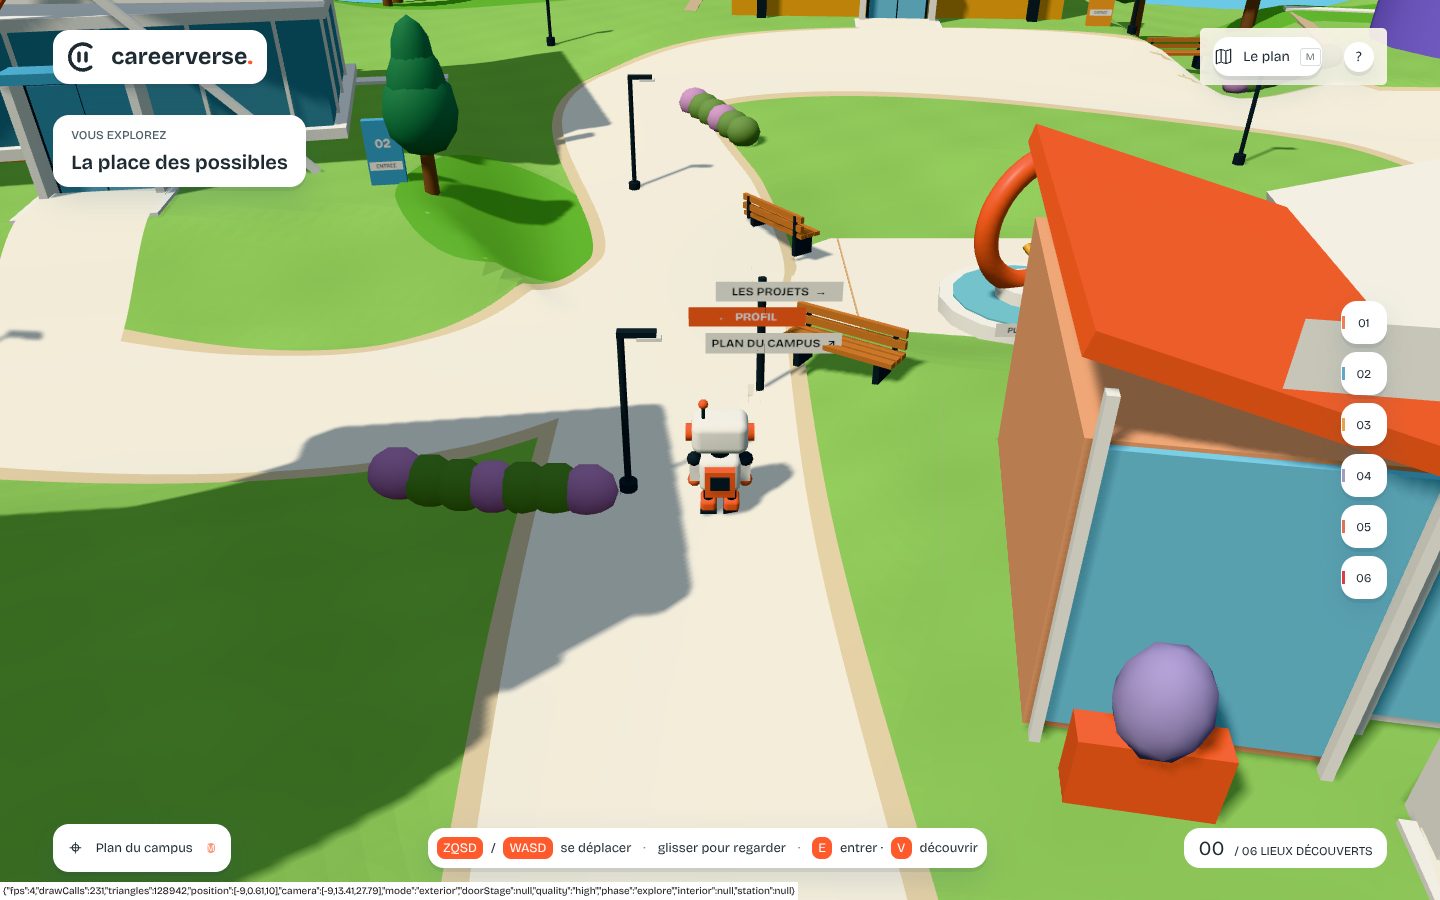 careerverse.
Le plan M ?
VOUS EXPLOREZ
La place des possibles
02
ENTREE
LES PROJETS →
PROFIL
PLAN DU CAMPUS ↗
01
02
03
04
05
06
Plan du campus
ZQSD / WASD se déplacer · glisser pour regarder · E entrer · V découvrir
00 / 06 LIEUX DÉCOUVERTS
{"fps":4,"drawCalls":231,"triangles":128942,"position":[-9,0.61,10],"camera":[-9,13.41,27.79],"mode":"exterior","doorStage":null,"quality":"high","phase":"explore","interior":null,"station":null}